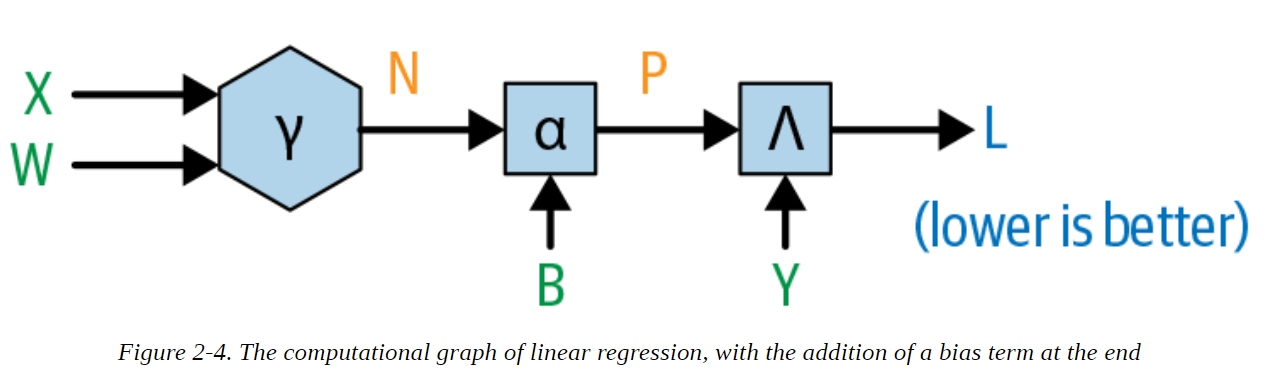 X
W
γ
N
α
P
Λ
L
B
Y
(lower is better)
Figure 2-4. The computational graph of linear regression, with the addition of a bias term at the end